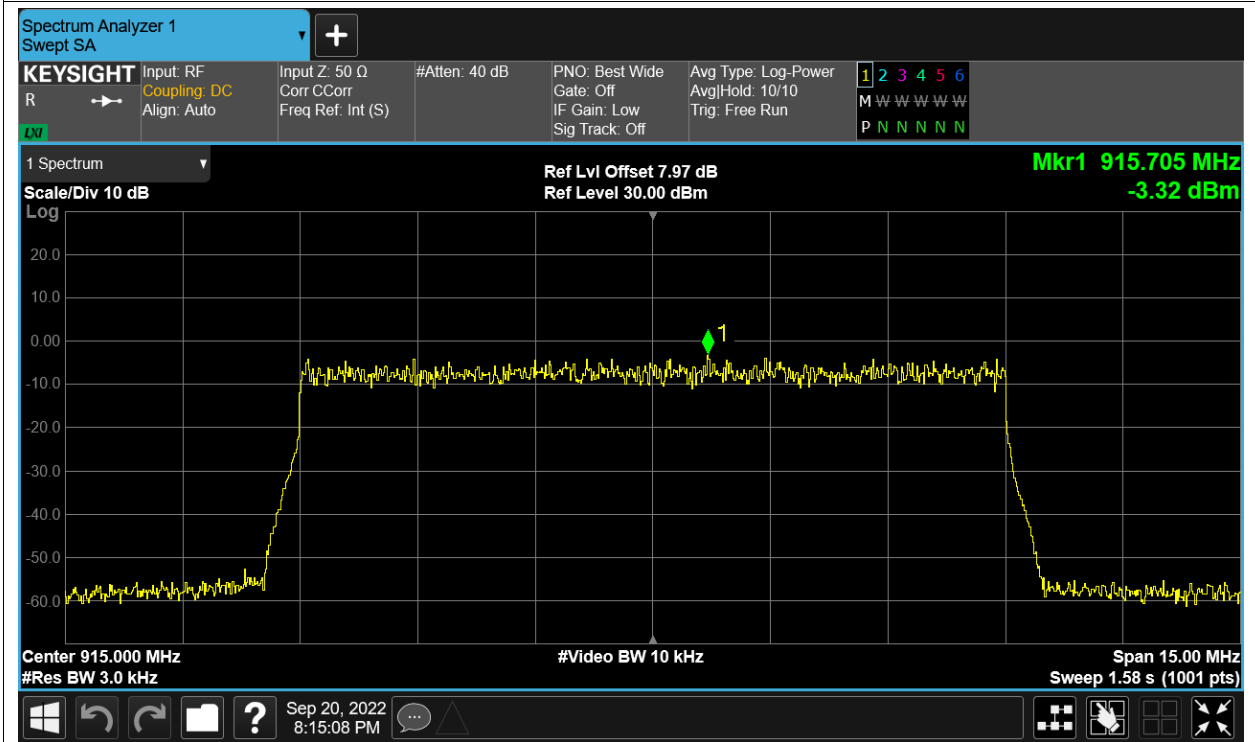 Spectrum Analyzer 1
Swept SA
+
KEYSIGHT
R
LXI
Input: RF
Coupling: DC
Align: Auto
Input Z: 50 Ω
Corr CCorr
Freq Ref: Int (S)
#Atten: 40 dB
PNO: Best Wide
Gate: Off
IF Gain: Low
Sig Track: Off
Avg Type: Log-Power
Avg|Hold: 10/10
Trig: Free Run
1 2 3 4 5 6
M W W W W W
P N N N N N
1 Spectrum
Scale/Div 10 dB
Log
Ref Lvl Offset 7.97 dB
Ref Level 30.00 dBm
Mkr1 915.705 MHz
-3.32 dBm
20.0
10.0
0.00
-10.0
-20.0
-30.0
-40.0
-50.0
-60.0
1
Center 915.000 MHz
#Res BW 3.0 kHz
#Video BW 10 kHz
Span 15.00 MHz
Sweep 1.58 s (1001 pts)
?
Sep 20, 2022
8:15:08 PM